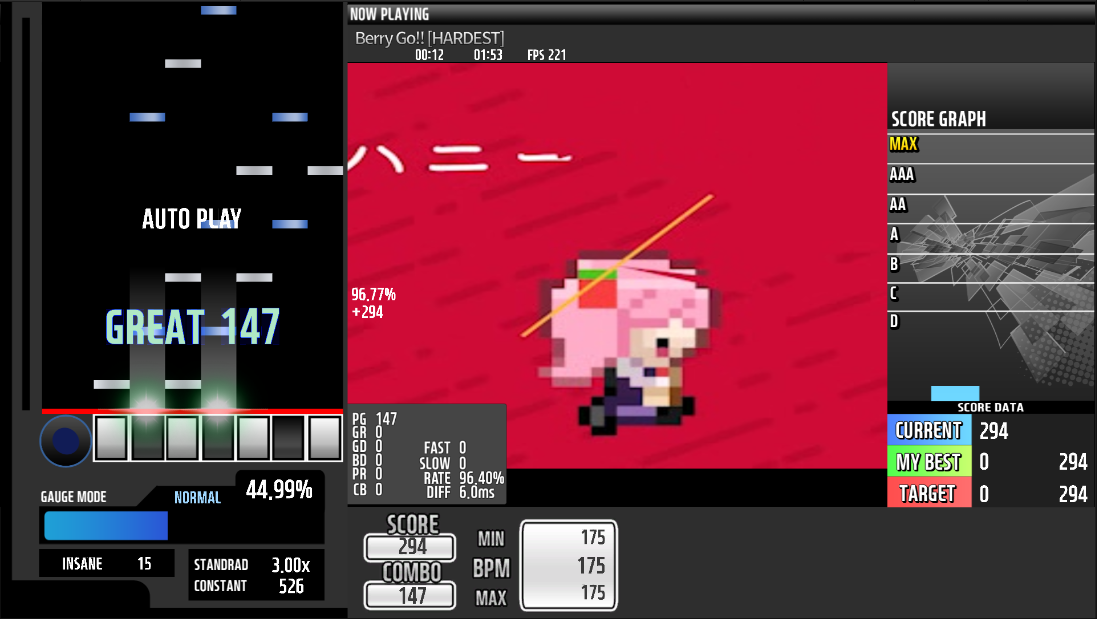 NOW PLAYING
Berry Go!! [HARDEST]
00:12 01:53 FPS 221
ハニー
AUTO PLAY
GREAT 147
96.77%
+294
PG 147
GR 0
GD 0
BD 0
PR 0
CB 0
FAST 0
SLOW 0
RATE 96.40%
DIFF 6.0ms
SCORE GRAPH
MAX
AAA
AA
A
B
C
D
SCORE DATA
CURRENT 294
MY BEST 0 294
TARGET 0 294
GAUGE MODE NORMAL 44.99%
INSANE 15
STANDRAD 3.00x
CONSTANT 526
SCORE
294
COMBO
147
MIN 175
BPM 175
MAX 175